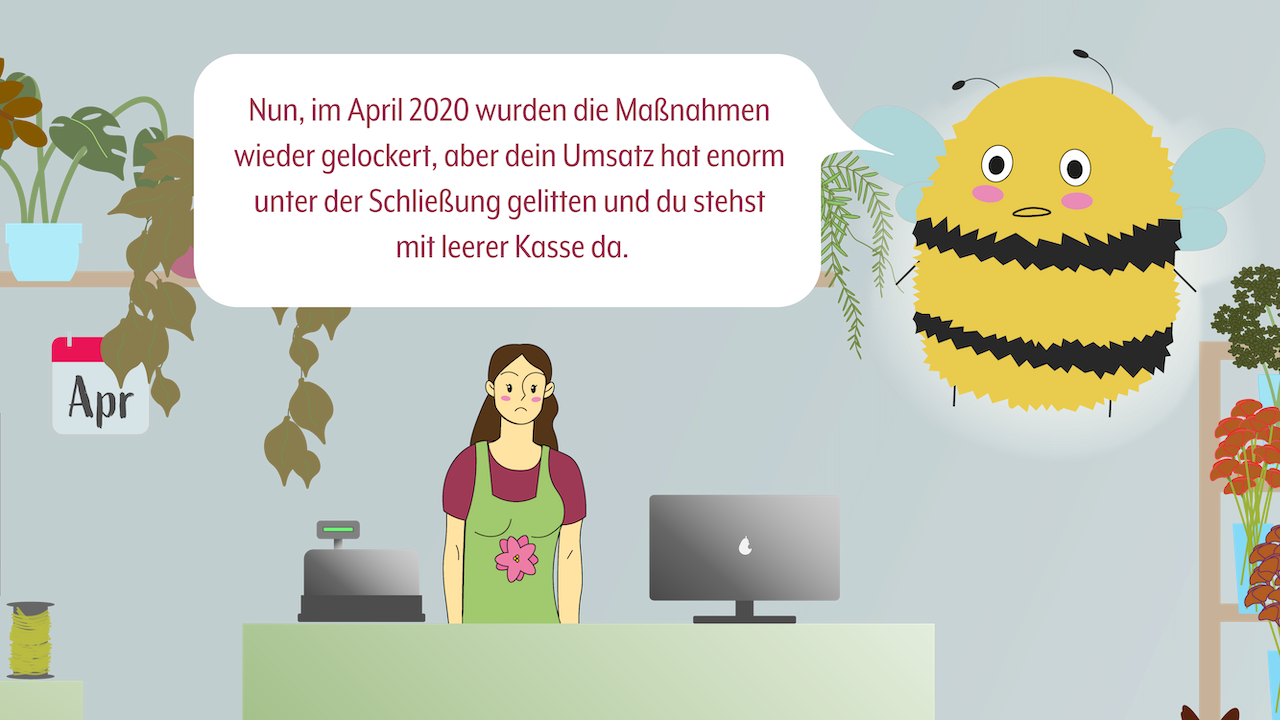 Nun, im April 2020 wurden die Maßnahmen
wieder gelockert, aber dein Umsatz hat enorm
unter der Schließung gelitten und du stehst
mit leerer Kasse da.
Apr